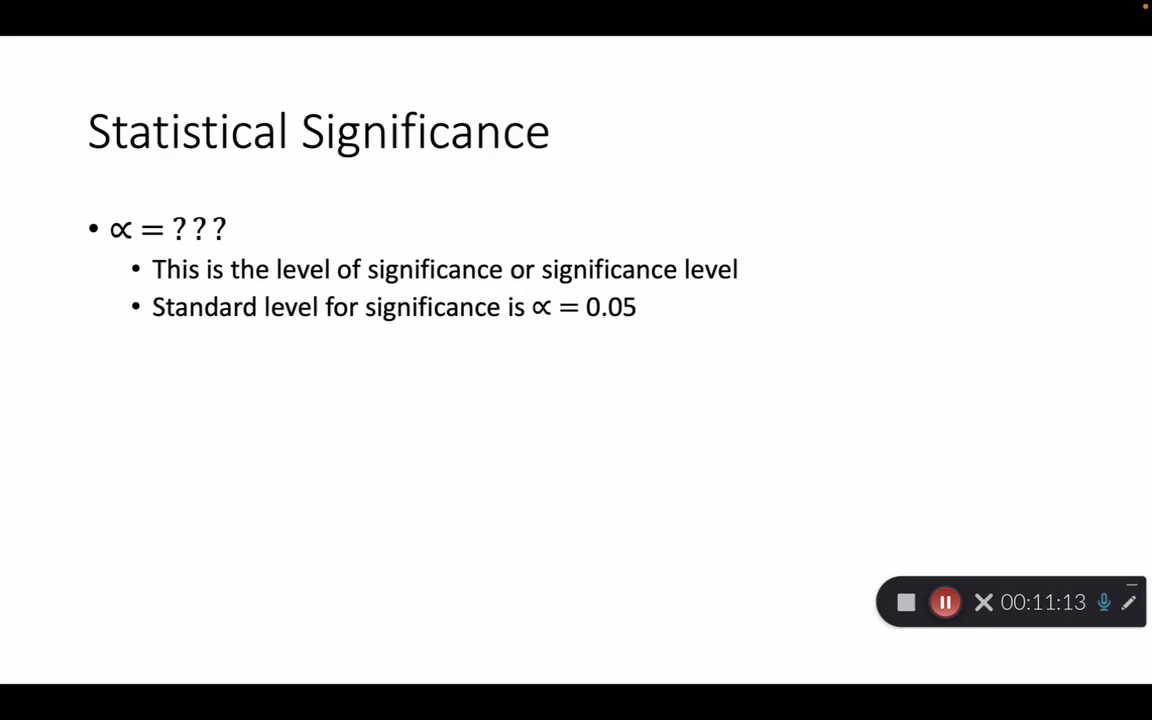 Statistical Significance
• ∝ = ???
• This is the level of significance or significance level
• Standard level for significance is ∝ = 0.05
00:11:13